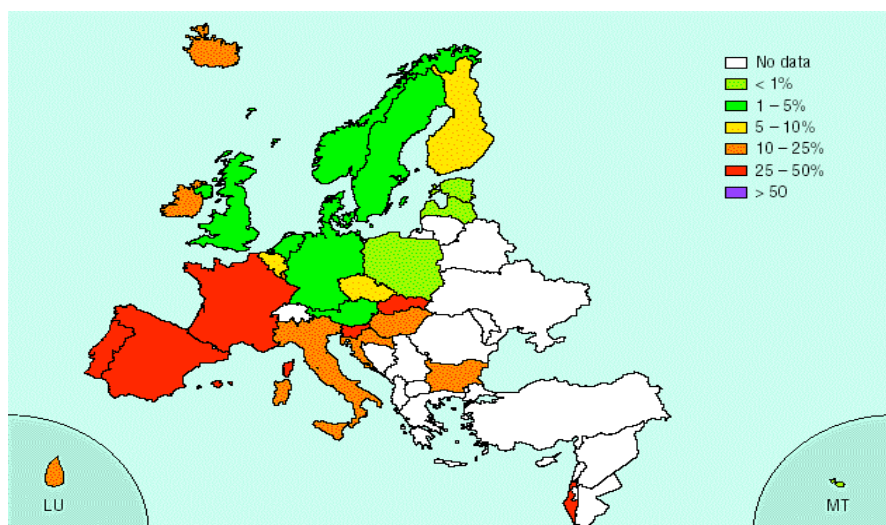 No data
< 1%
1 – 5%
5 – 10%
10 – 25%
25 – 50%
> 50
LU
MT